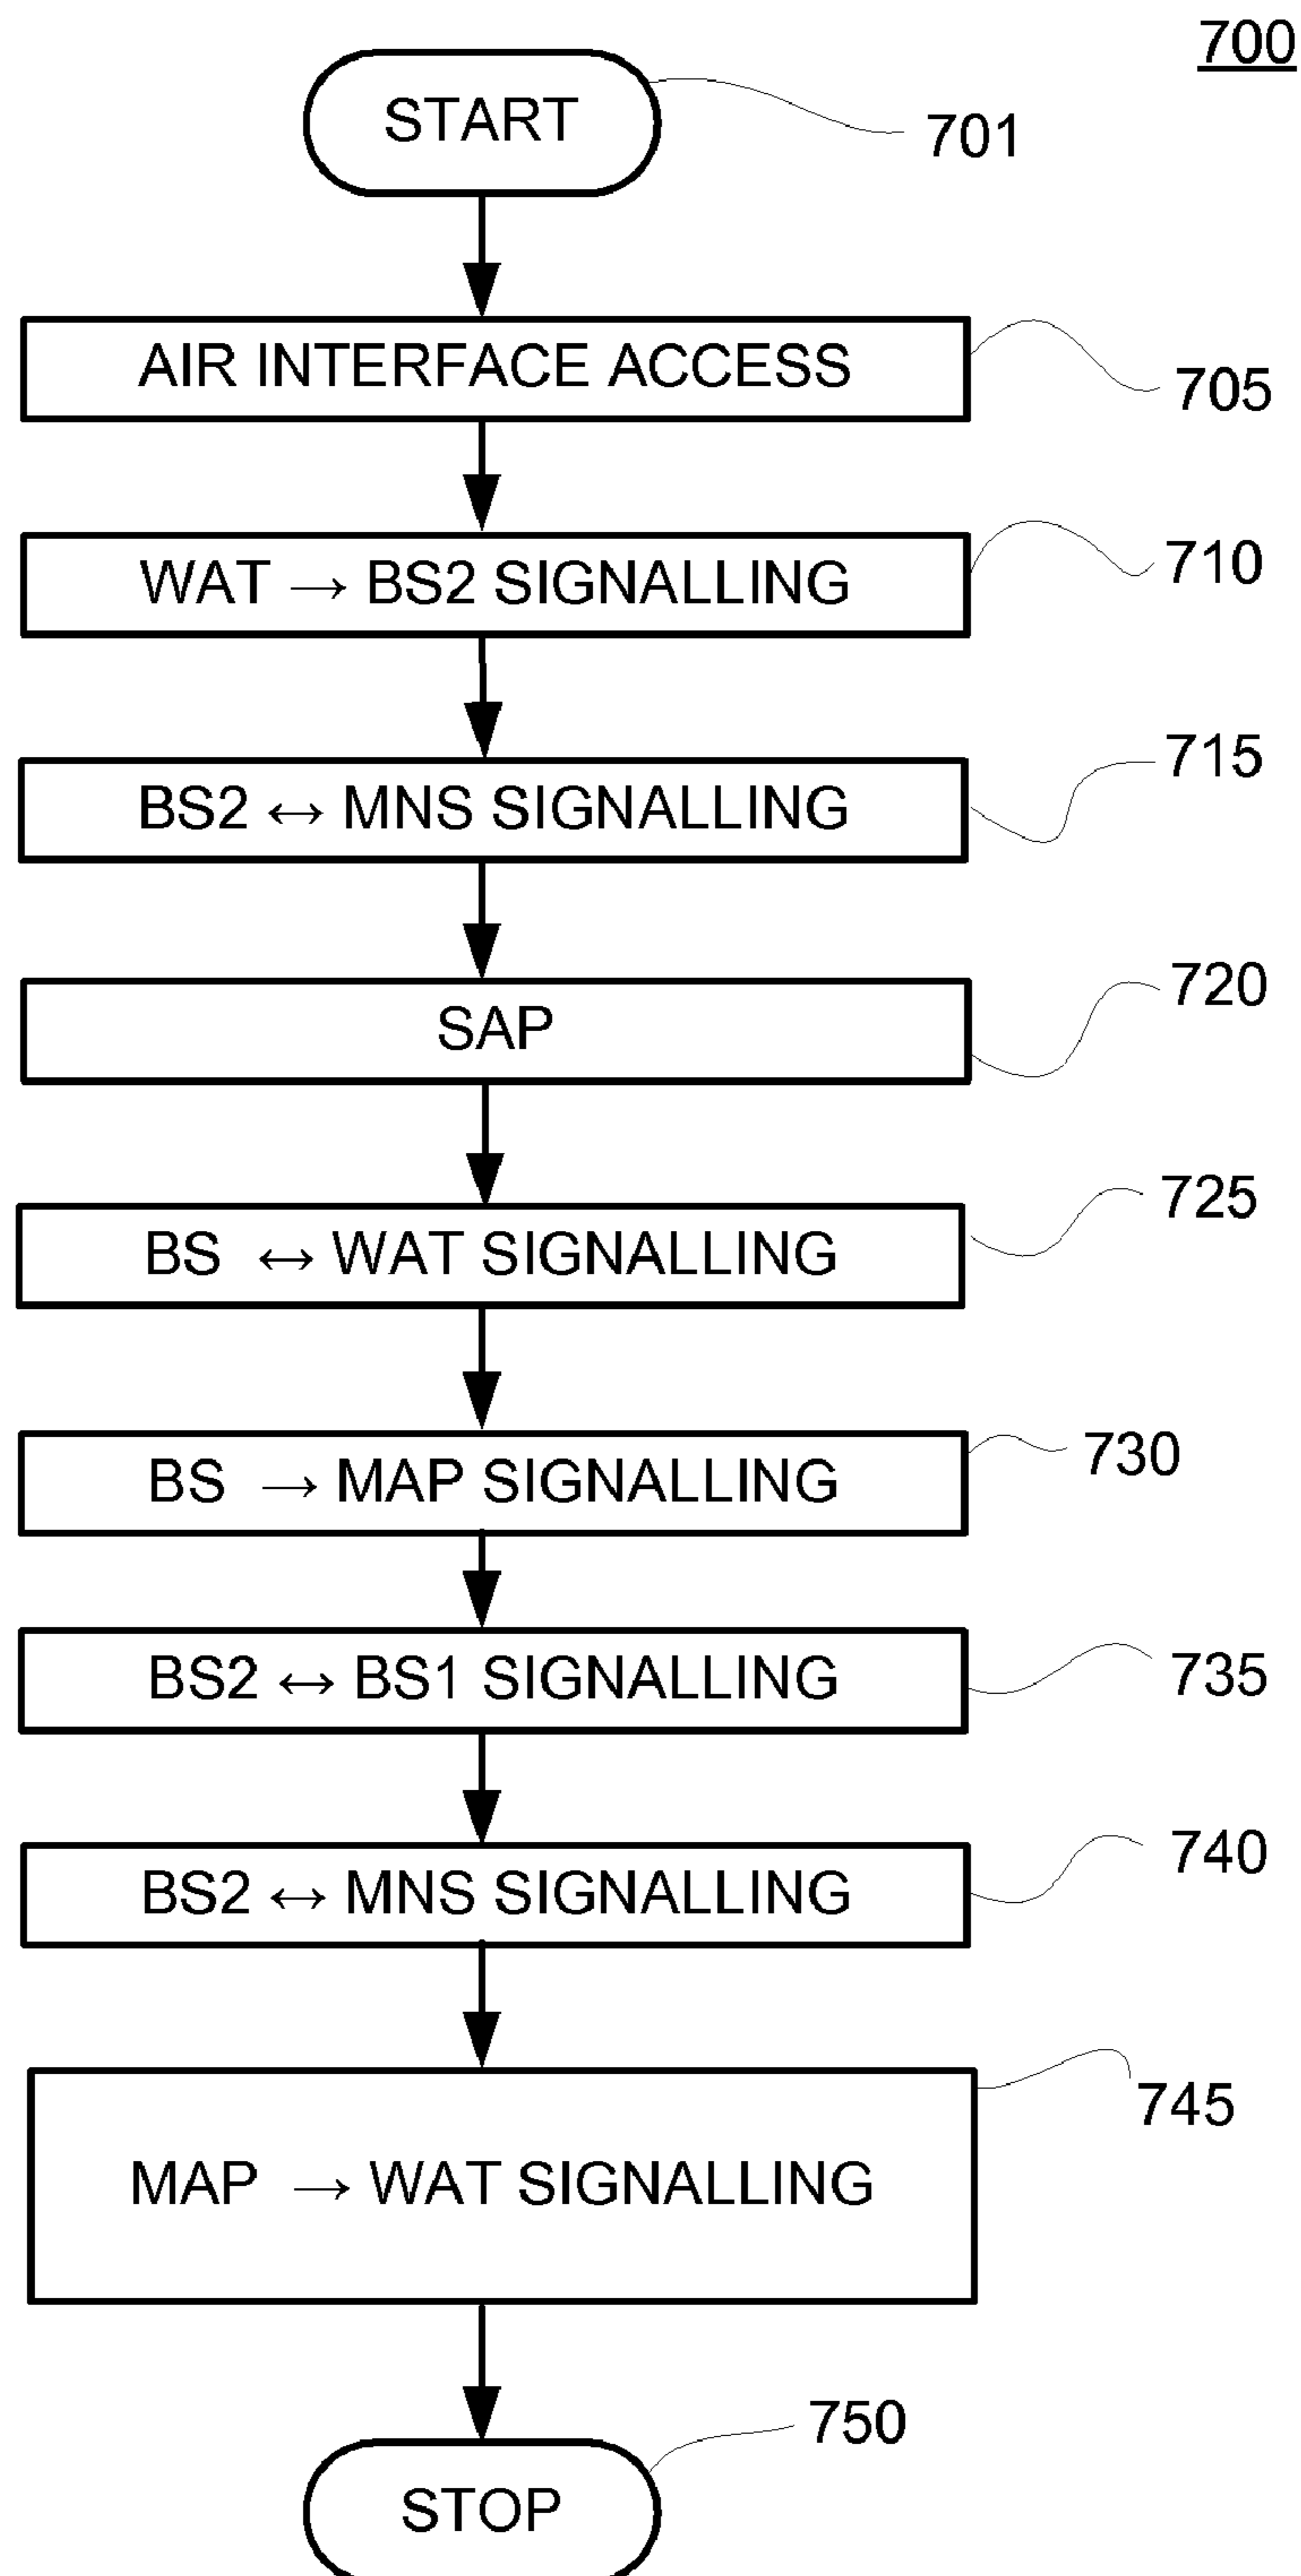 700
START
701
AIR INTERFACE ACCESS
705
WAT → BS2 SIGNALLING
710
BS2 ↔ MNS SIGNALLING
715
SAP
720
BS ↔ WAT SIGNALLING
725
BS → MAP SIGNALLING
730
BS2 ↔ BS1 SIGNALLING
735
BS2 ↔ MNS SIGNALLING
740
MAP → WAT SIGNALLING
745
STOP
750